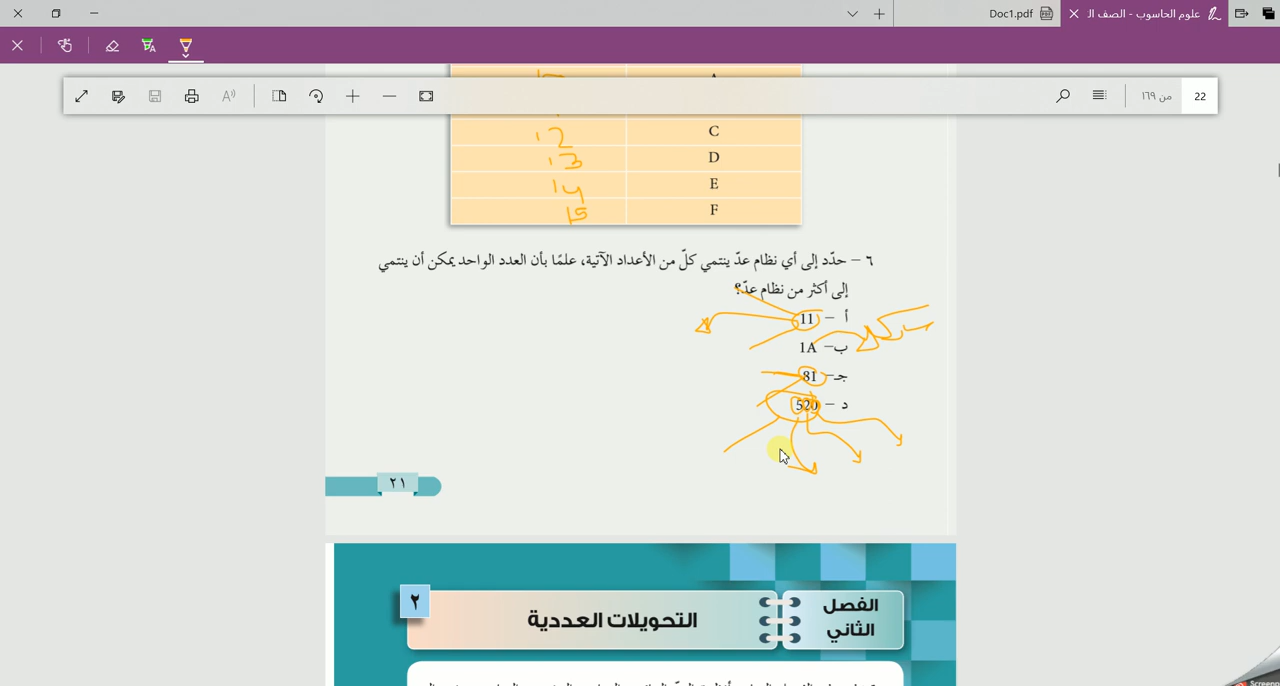 Doc1.pdf
علوم الحاسوب - الصف ال
22
من ١٦٩
A
C
12
D
13
E
14
F
15
٦ – حدّد إلى أي نظام عدّ ينتمي كلّ من الأعداد الآتية، علمًا بأن العدد الواحد يمكن أن ينتمي
إلى أكثر من نظام عدّ؟
أ – 11
ب– 1A
جـ– 81
د – 520
٢١
الفصل الثاني
التحويلات العددية
٢